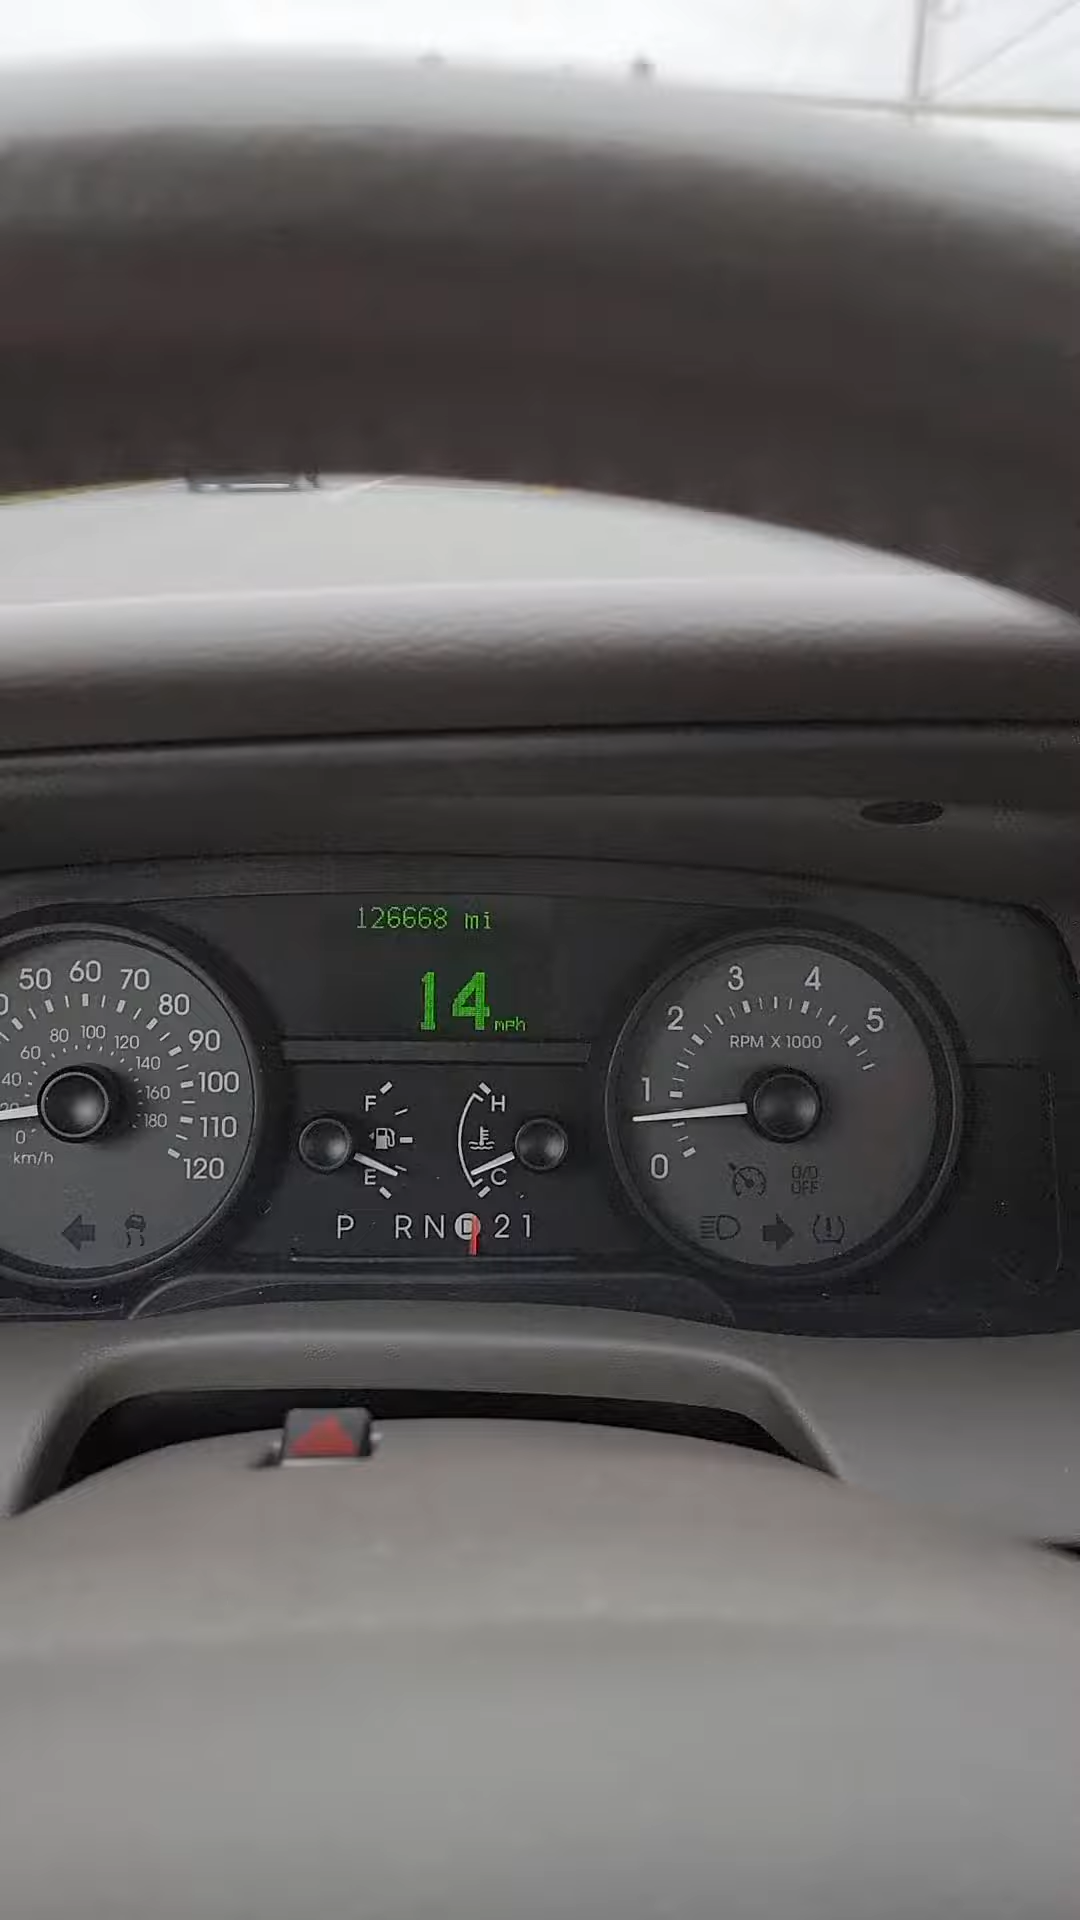 126668 mi
14 mph
50 60 70 80 90 100 110 120
40 60 80 100 120 140 160 180
0
km/h
F
E
H
C
P R N D 2 1
0 1 2 3 4 5
RPM X 1000
O/D
OFF